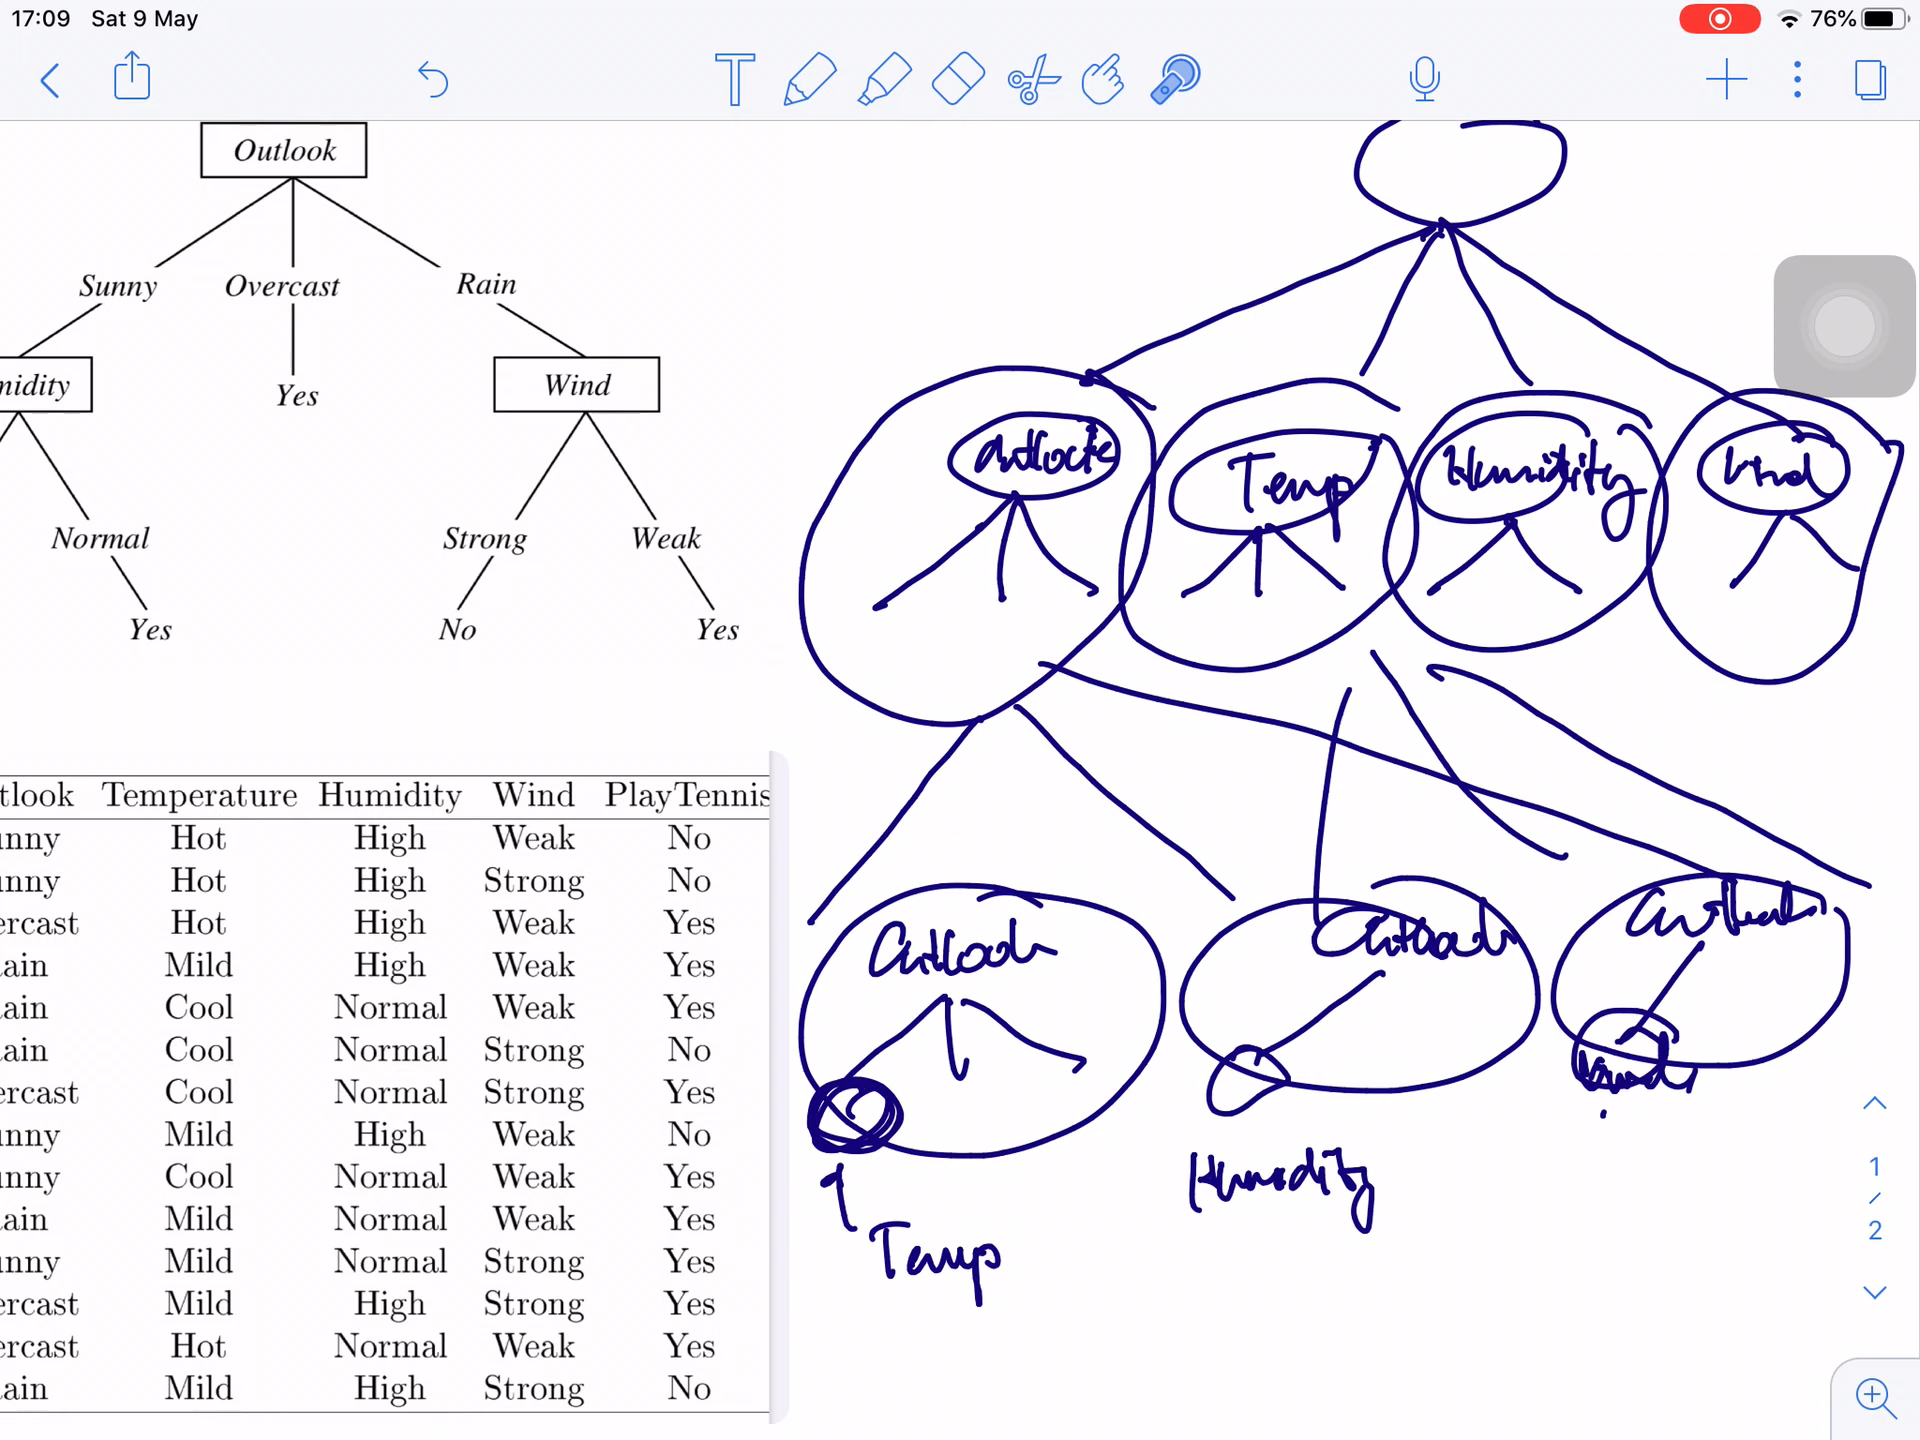 17:09 Sat 9 May
76%
Outlook
Sunny Overcast Rain
midity Yes Wind
Normal Strong Weak
Yes No Yes
Temp Humidity Wind
tlook Temperature Humidity Wind PlayTennis
unny Hot High Weak No
unny Hot High Strong No
ercast Hot High Weak Yes
ain Mild High Weak Yes
ain Cool Normal Weak Yes
ain Cool Normal Strong No
ercast Cool Normal Strong Yes
unny Mild High Weak No
unny Cool Normal Weak Yes
ain Mild Normal Weak Yes
unny Mild Normal Strong Yes
ercast Mild High Strong Yes
ercast Hot Normal Weak Yes
ain Mild High Strong No
Outlook Outlook Outlook
Humidity
Temp
1
/
2